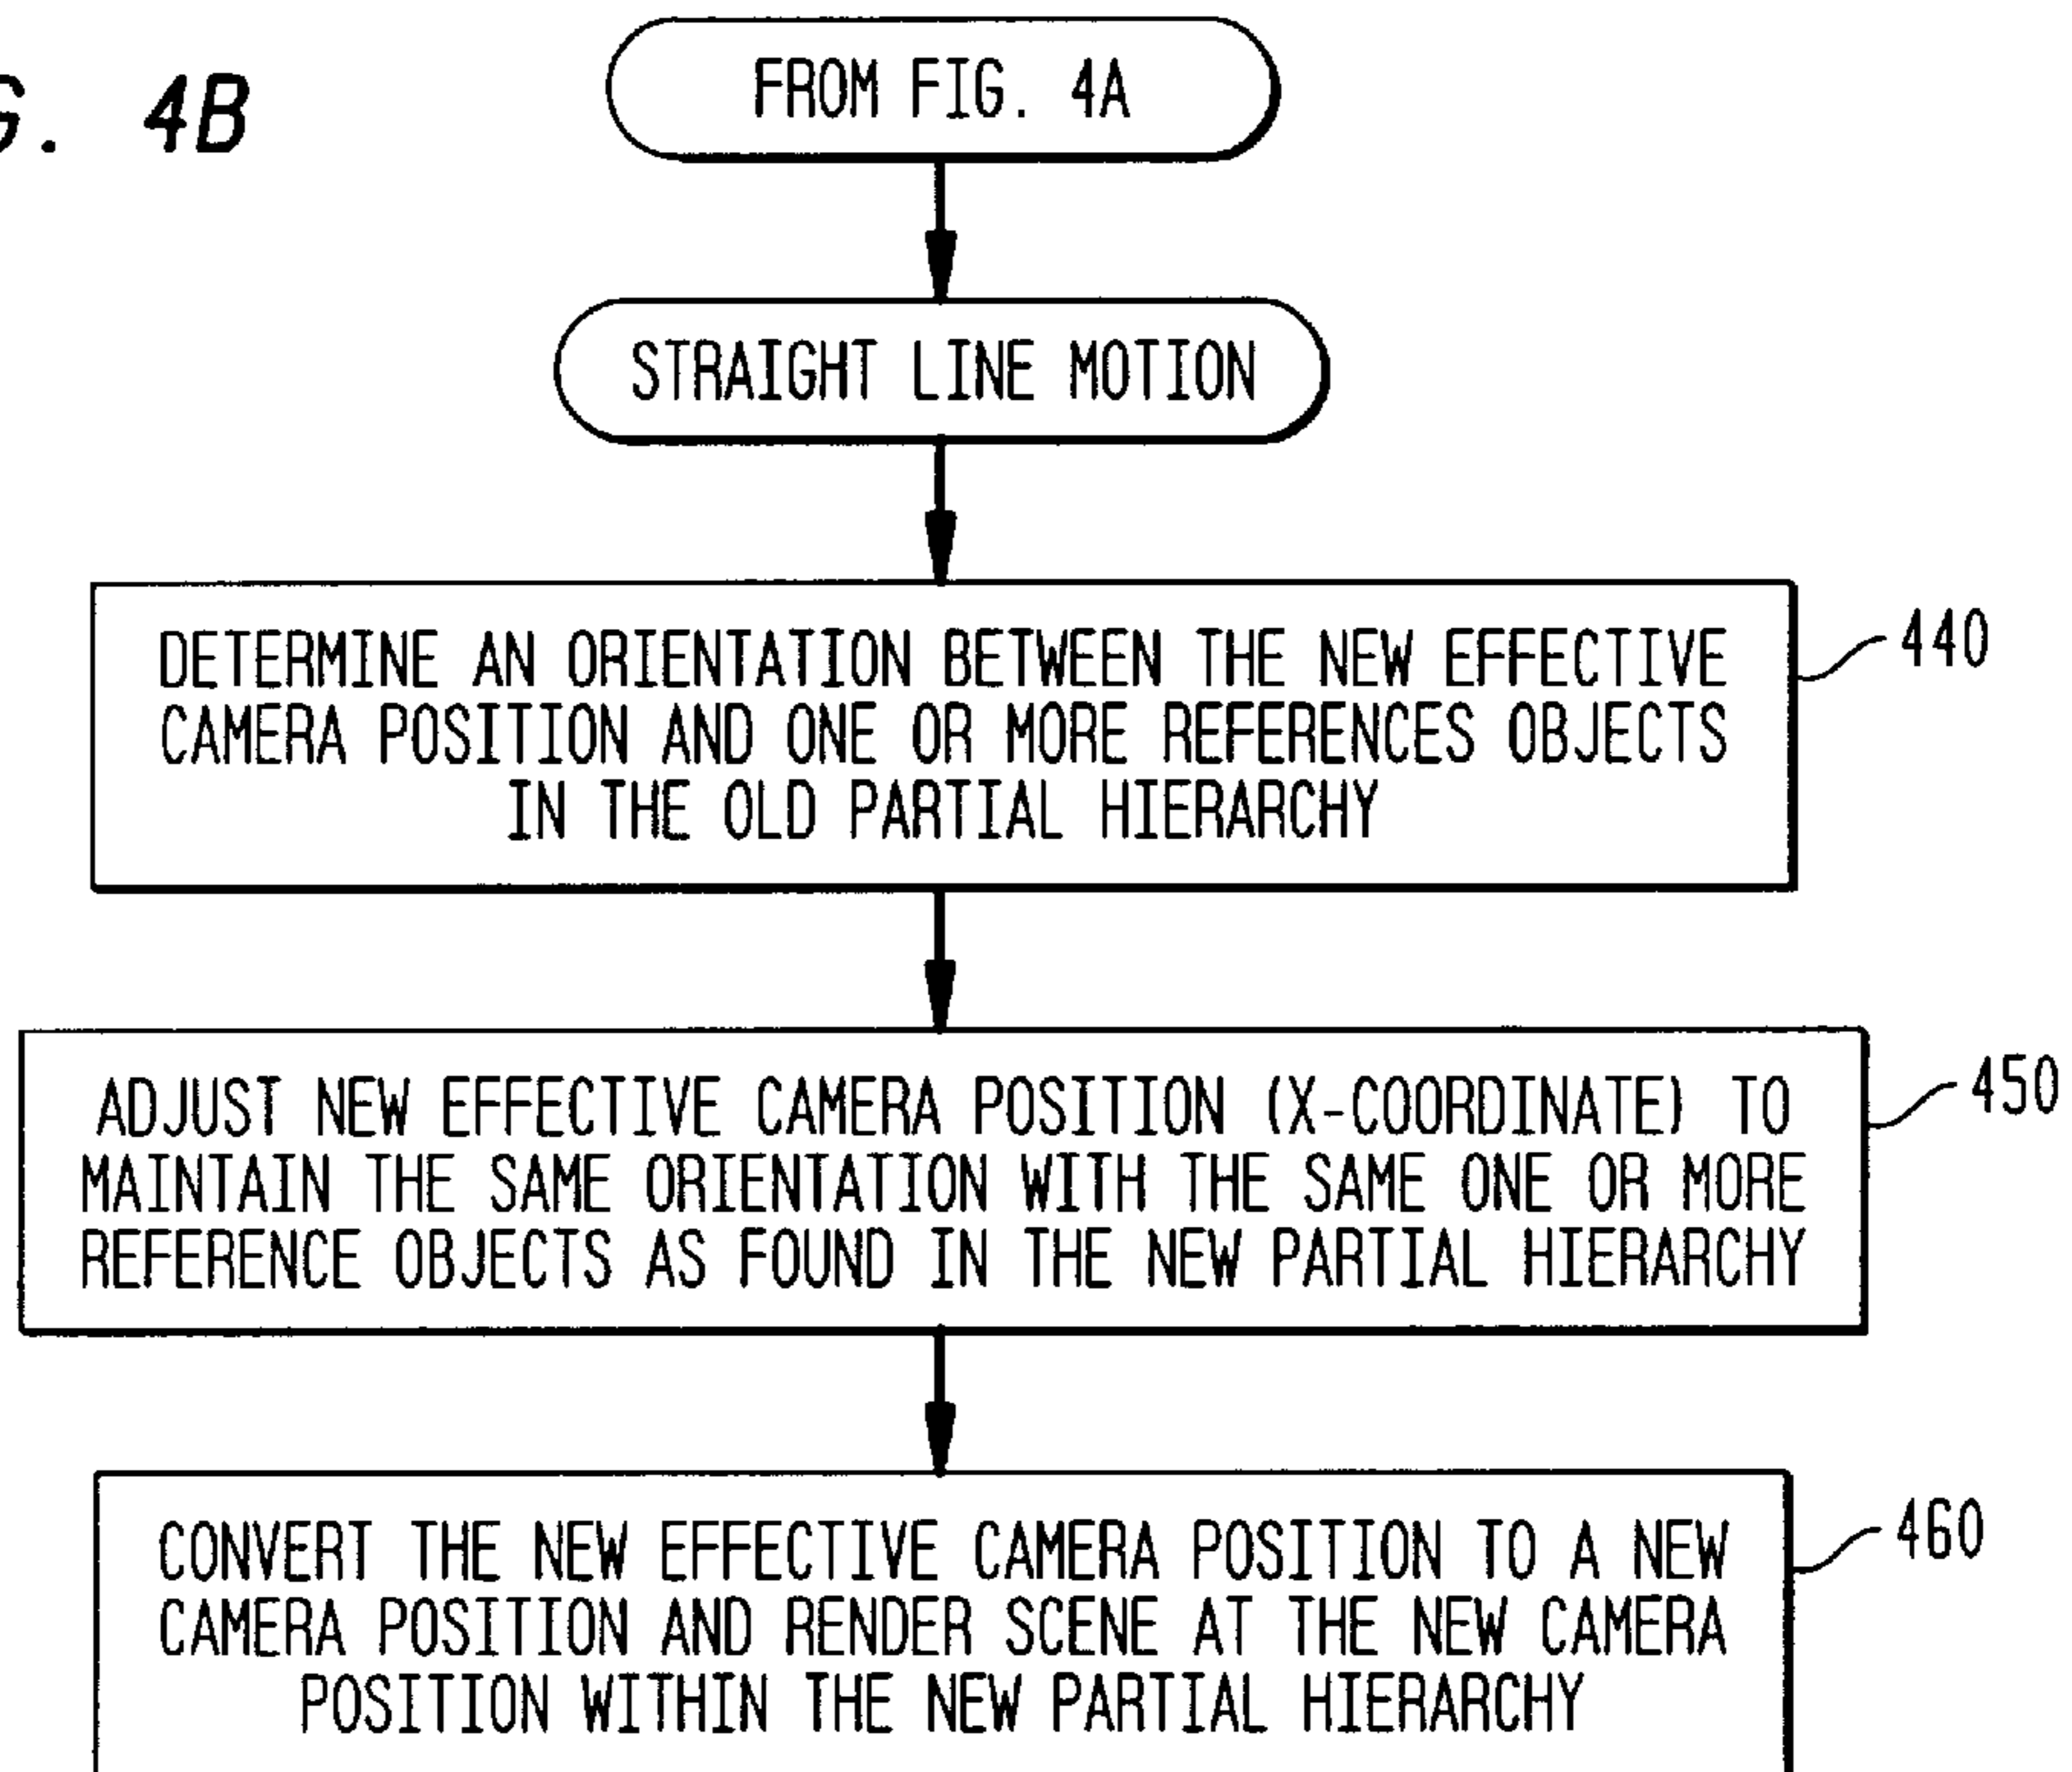 G. 4B
FROM FIG. 4A
STRAIGHT LINE MOTION
DETERMINE AN ORIENTATION BETWEEN THE NEW EFFECTIVE
CAMERA POSITION AND ONE OR MORE REFERENCES OBJECTS
IN THE OLD PARTIAL HIERARCHY
440
ADJUST NEW EFFECTIVE CAMERA POSITION (X-COORDINATE) TO
MAINTAIN THE SAME ORIENTATION WITH THE SAME ONE OR MORE
REFERENCE OBJECTS AS FOUND IN THE NEW PARTIAL HIERARCHY
450
CONVERT THE NEW EFFECTIVE CAMERA POSITION TO A NEW
CAMERA POSITION AND RENDER SCENE AT THE NEW CAMERA
POSITION WITHIN THE NEW PARTIAL HIERARCHY
460